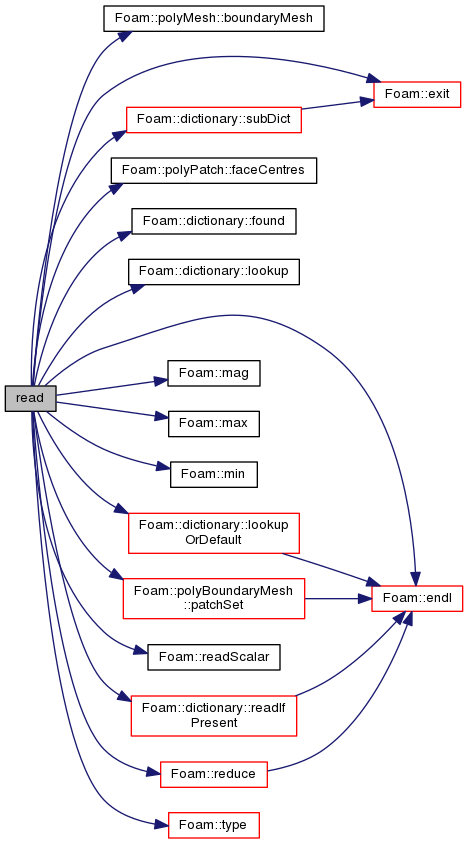 Foam::polyMesh::boundaryMesh
Foam::exit
Foam::dictionary::subDict
Foam::polyPatch::faceCentres
Foam::dictionary::found
Foam::dictionary::lookup
Foam::mag
read
Foam::max
Foam::min
Foam::dictionary::lookup
OrDefault
Foam::polyBoundaryMesh
::patchSet
Foam::endl
Foam::readScalar
Foam::dictionary::readIf
Present
Foam::reduce
Foam::type